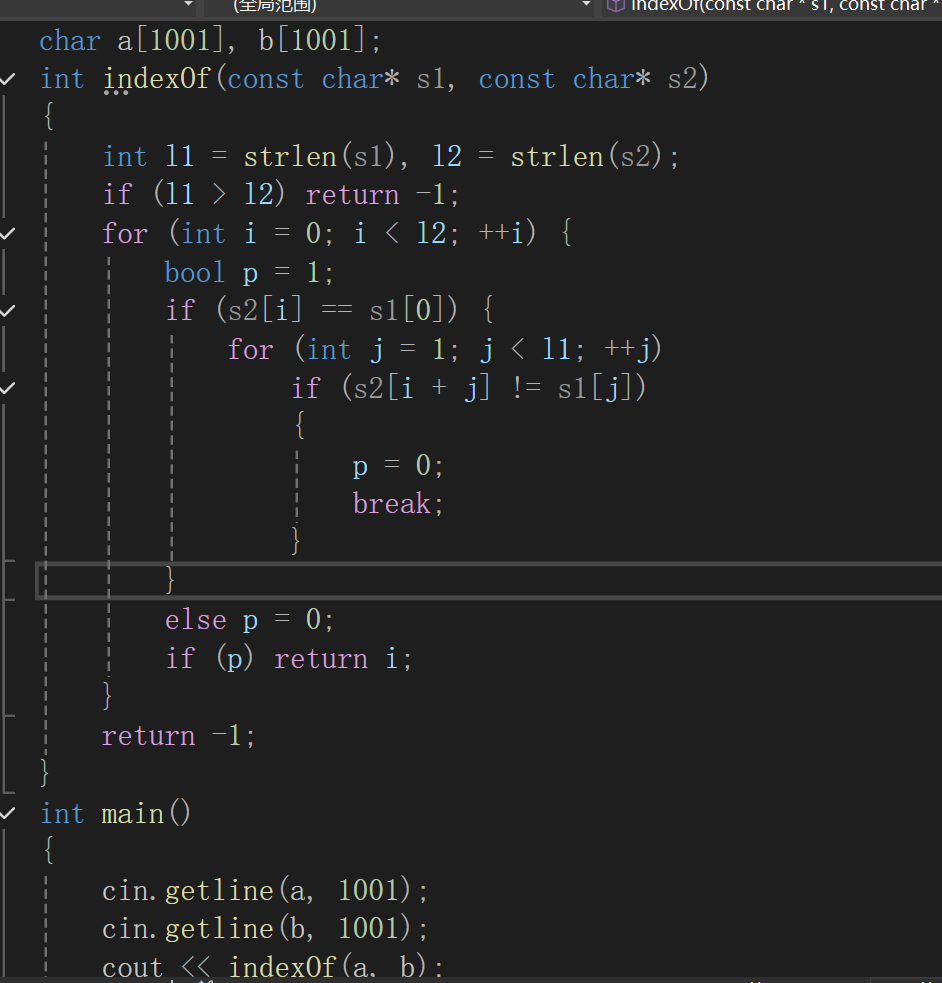 (全局范围) indexOf(const char * s1, const char *
char a[1001], b[1001];
int indexOf(const char* s1, const char* s2)
{
    int l1 = strlen(s1), l2 = strlen(s2);
    if (l1 > l2) return -1;
    for (int i = 0; i < l2; ++i) {
        bool p = 1;
        if (s2[i] == s1[0]) {
            for (int j = 1; j < l1; ++j)
                if (s2[i + j] != s1[j])
                {
                    p = 0;
                    break;
                }
        }
        else p = 0;
        if (p) return i;
    }
    return -1;
}
int main()
{
    cin.getline(a, 1001);
    cin.getline(b, 1001);
    cout << indexOf(a, b);